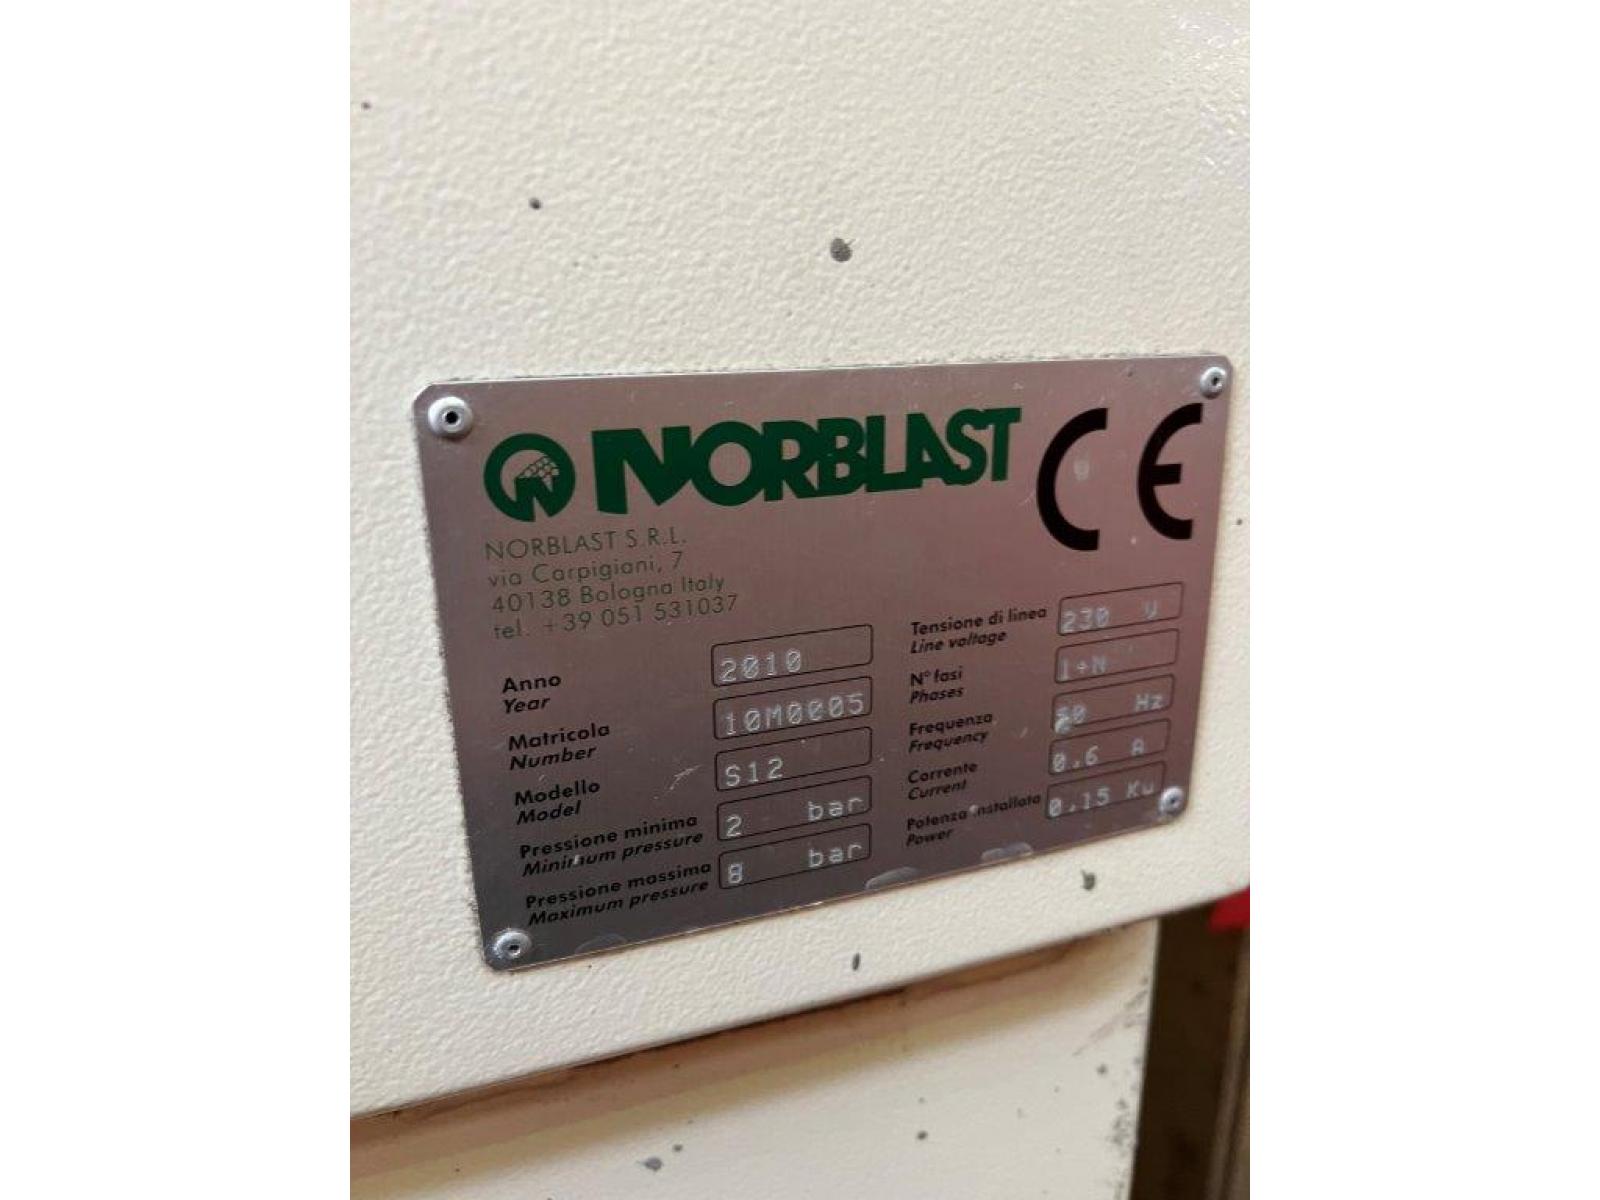 NORBLAST CE
NORBLAST S.R.L.
via Carpigiani, 7
40138 Bologna Italy
tel. +39 051 531037
Anno 2010
Year
Matricola 10M0005
Number
Modello S12
Model
Pressione minima 2 bar
Minimum pressure
Pressione massima 8 bar
Maximum pressure
Tensione di linea 230 V
Line voltage
N° fasi 1+N
Phases
Frequenza Hz
Frequency
Corrente 0.6 A
Current
Potenza installata 0.15 Kw
Power